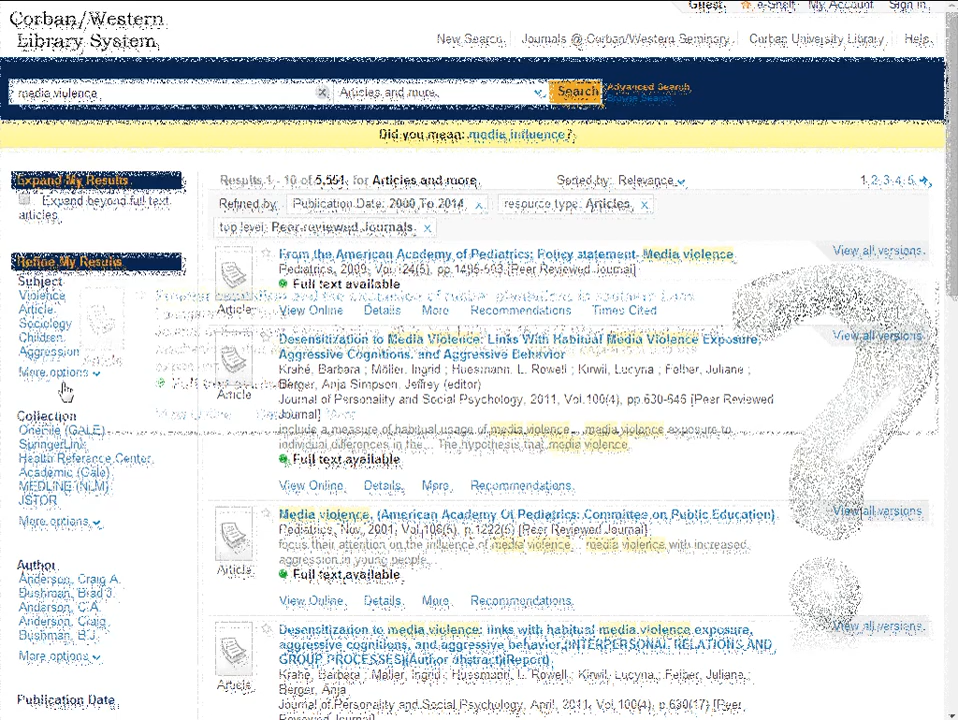 Guest
e-Shelf
My Account
Sign in
Corban/Western
Library System
New Search
Journals @ Corban/Western Seminary
Corban University Library
Help
media violence
Articles and more
Search
Advanced Search
Browse Search
Did you mean: media influence?
Expand My Results
Expand beyond full text
articles
Results 1 - 10 of 5,551 for Articles and more
Sorted by: Relevance
1 2 3 4 5
Refined by: Publication Date: 2000 To 2014 x resource type: Articles x
top level: Peer-reviewed Journals x
Refine My Results
Subject
Violence
Article
Sociology
Children
Aggression
More options
Collection
OneFile (GALE)
SpringerLink
Health Reference Center
Academic (Gale)
MEDLINE (NLM)
JSTOR
More options
Author
Anderson, Craig A.
Bushman, Brad J.
Anderson, C.A.
Anderson, Craig
Bushman, B.J.
More options
Publication Date
Article
From the American Academy of Pediatrics: Policy statement- Media violence
View all versions
[Peer Reviewed Journal]
Full text available
View Online Details More Recommendations Times Cited
Article
Desensitization to Media Violence: Links With Habitual Media Violence Exposure,
Aggressive Cognitions, and Aggressive Behavior
View all versions
Krahé, Barbara ; Möller, Ingrid ; Huesmann, L. Rowell ; Kirwil, Lucyna ; Felber, Juliane ;
Berger, Anja Simpson, Jeffrey (editor)
Journal of Personality and Social Psychology, 2011, Vol.100(4), pp.630-646 [Peer Reviewed
Journal]
include a measure of habitual usage of media violence... media violence exposure to
individual differences in the... The hypothesis that media violence
Full text available
View Online Details More Recommendations
Article
Media violence. (American Academy Of Pediatrics: Committee on Public Education)
View all versions
Pediatrics, Nov, 2001, Vol.108(5), p.1222(5) [Peer Reviewed Journal]
focus their attention on the influence of media violence... media violence with increased
aggression in young people
Full text available
View Online Details More Recommendations
Article
Desensitization to media violence: links with habitual media violence exposure,
aggressive cognitions, and aggressive behavior.(INTERPERSONAL RELATIONS AND
GROUP PROCESSES)(Author abstract)(Report)
View all versions
Krahe, Barbara ; Moller, Ingrid ; Huesmann, L. Rowell ; Kirwil, Lucyna ; Felber, Juliane ;
Berger, Anja
Journal of Personality and Social Psychology, April, 2011, Vol.100(4), p.630(17) [Peer
Reviewed Journal]
?